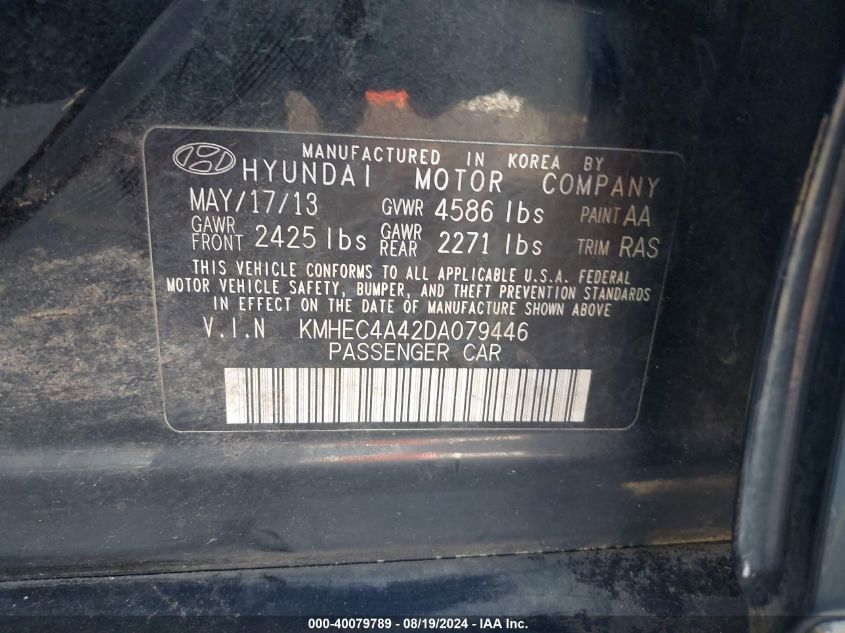 MANUFACTURED IN KOREA BY
HYUNDAI MOTOR COMPANY
MAY/17/13 GVWR 4586 lbs PAINT AA
GAWR FRONT 2425 lbs GAWR REAR 2271 lbs TRIM RAS
THIS VEHICLE CONFORMS TO ALL APPLICABLE U.S.A. FEDERAL
MOTOR VEHICLE SAFETY, BUMPER, AND THEFT PREVENTION STANDARDS
IN EFFECT ON THE DATE OF MANUFACTURE SHOWN ABOVE
V.I.N KMHEC4A42DA079446
PASSENGER CAR
000-40079789 - 08/19/2024 - IAA Inc.